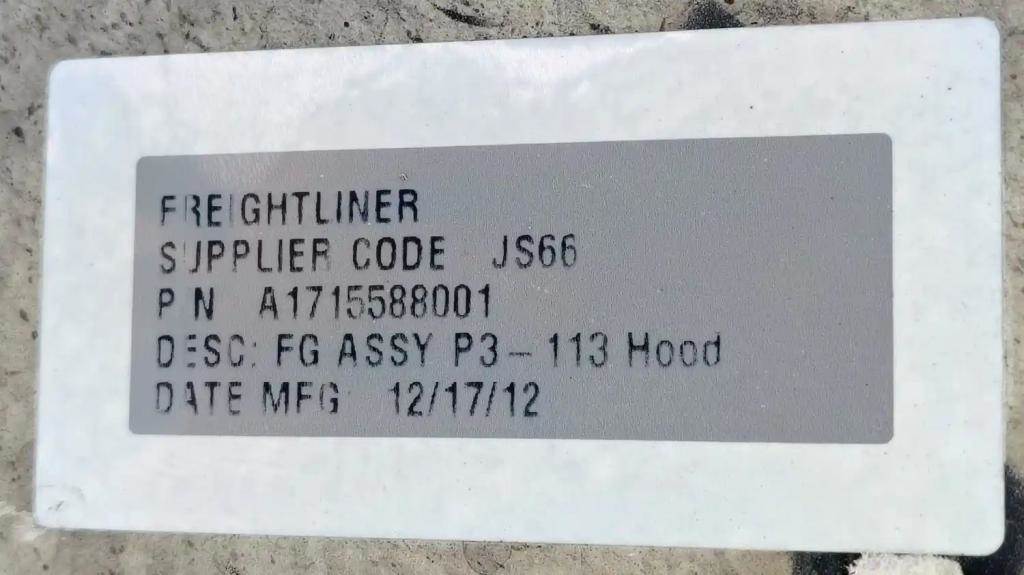 FREIGHTLINER
SUPPLIER CODE JS66
P N A1715588001
DESC: FG ASSY P3-113 Hood
DATE MFG 12/17/12